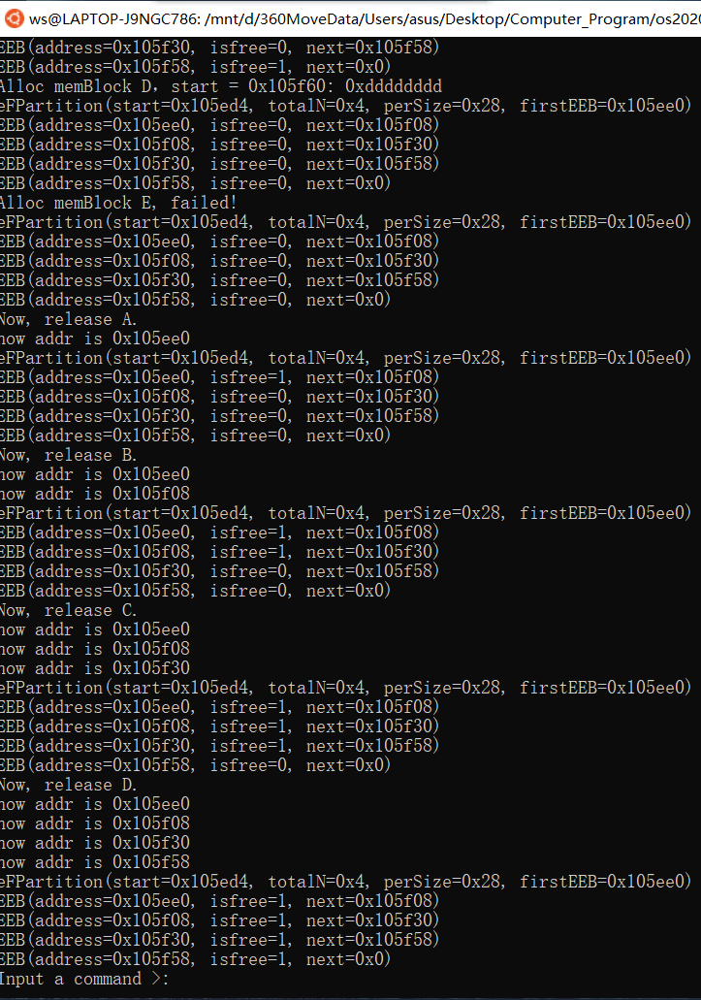 ws@LAPTOP-J9NGC786: /mnt/d/360MoveData/Users/asus/Desktop/Computer_Program/os202
EEB(address=0x105f30, isfree=0, next=0x105f58)
EEB(address=0x105f58, isfree=1, next=0x0)
Alloc memBlock D，start = 0x105f60: 0xdddddddd
eFPartition(start=0x105ed4, totalN=0x4, perSize=0x28, firstEEB=0x105ee0)
EEB(address=0x105ee0, isfree=0, next=0x105f08)
EEB(address=0x105f08, isfree=0, next=0x105f30)
EEB(address=0x105f30, isfree=0, next=0x105f58)
EEB(address=0x105f58, isfree=0, next=0x0)
Alloc memBlock E, failed!
eFPartition(start=0x105ed4, totalN=0x4, perSize=0x28, firstEEB=0x105ee0)
EEB(address=0x105ee0, isfree=0, next=0x105f08)
EEB(address=0x105f08, isfree=0, next=0x105f30)
EEB(address=0x105f30, isfree=0, next=0x105f58)
EEB(address=0x105f58, isfree=0, next=0x0)
Now, release A.
now addr is 0x105ee0
eFPartition(start=0x105ed4, totalN=0x4, perSize=0x28, firstEEB=0x105ee0)
EEB(address=0x105ee0, isfree=1, next=0x105f08)
EEB(address=0x105f08, isfree=0, next=0x105f30)
EEB(address=0x105f30, isfree=0, next=0x105f58)
EEB(address=0x105f58, isfree=0, next=0x0)
Now, release B.
now addr is 0x105ee0
now addr is 0x105f08
eFPartition(start=0x105ed4, totalN=0x4, perSize=0x28, firstEEB=0x105ee0)
EEB(address=0x105ee0, isfree=1, next=0x105f08)
EEB(address=0x105f08, isfree=1, next=0x105f30)
EEB(address=0x105f30, isfree=0, next=0x105f58)
EEB(address=0x105f58, isfree=0, next=0x0)
Now, release C.
now addr is 0x105ee0
now addr is 0x105f08
now addr is 0x105f30
eFPartition(start=0x105ed4, totalN=0x4, perSize=0x28, firstEEB=0x105ee0)
EEB(address=0x105ee0, isfree=1, next=0x105f08)
EEB(address=0x105f08, isfree=1, next=0x105f30)
EEB(address=0x105f30, isfree=1, next=0x105f58)
EEB(address=0x105f58, isfree=0, next=0x0)
Now, release D.
now addr is 0x105ee0
now addr is 0x105f08
now addr is 0x105f30
now addr is 0x105f58
eFPartition(start=0x105ed4, totalN=0x4, perSize=0x28, firstEEB=0x105ee0)
EEB(address=0x105ee0, isfree=1, next=0x105f08)
EEB(address=0x105f08, isfree=1, next=0x105f30)
EEB(address=0x105f30, isfree=1, next=0x105f58)
EEB(address=0x105f58, isfree=1, next=0x0)
Input a command >: